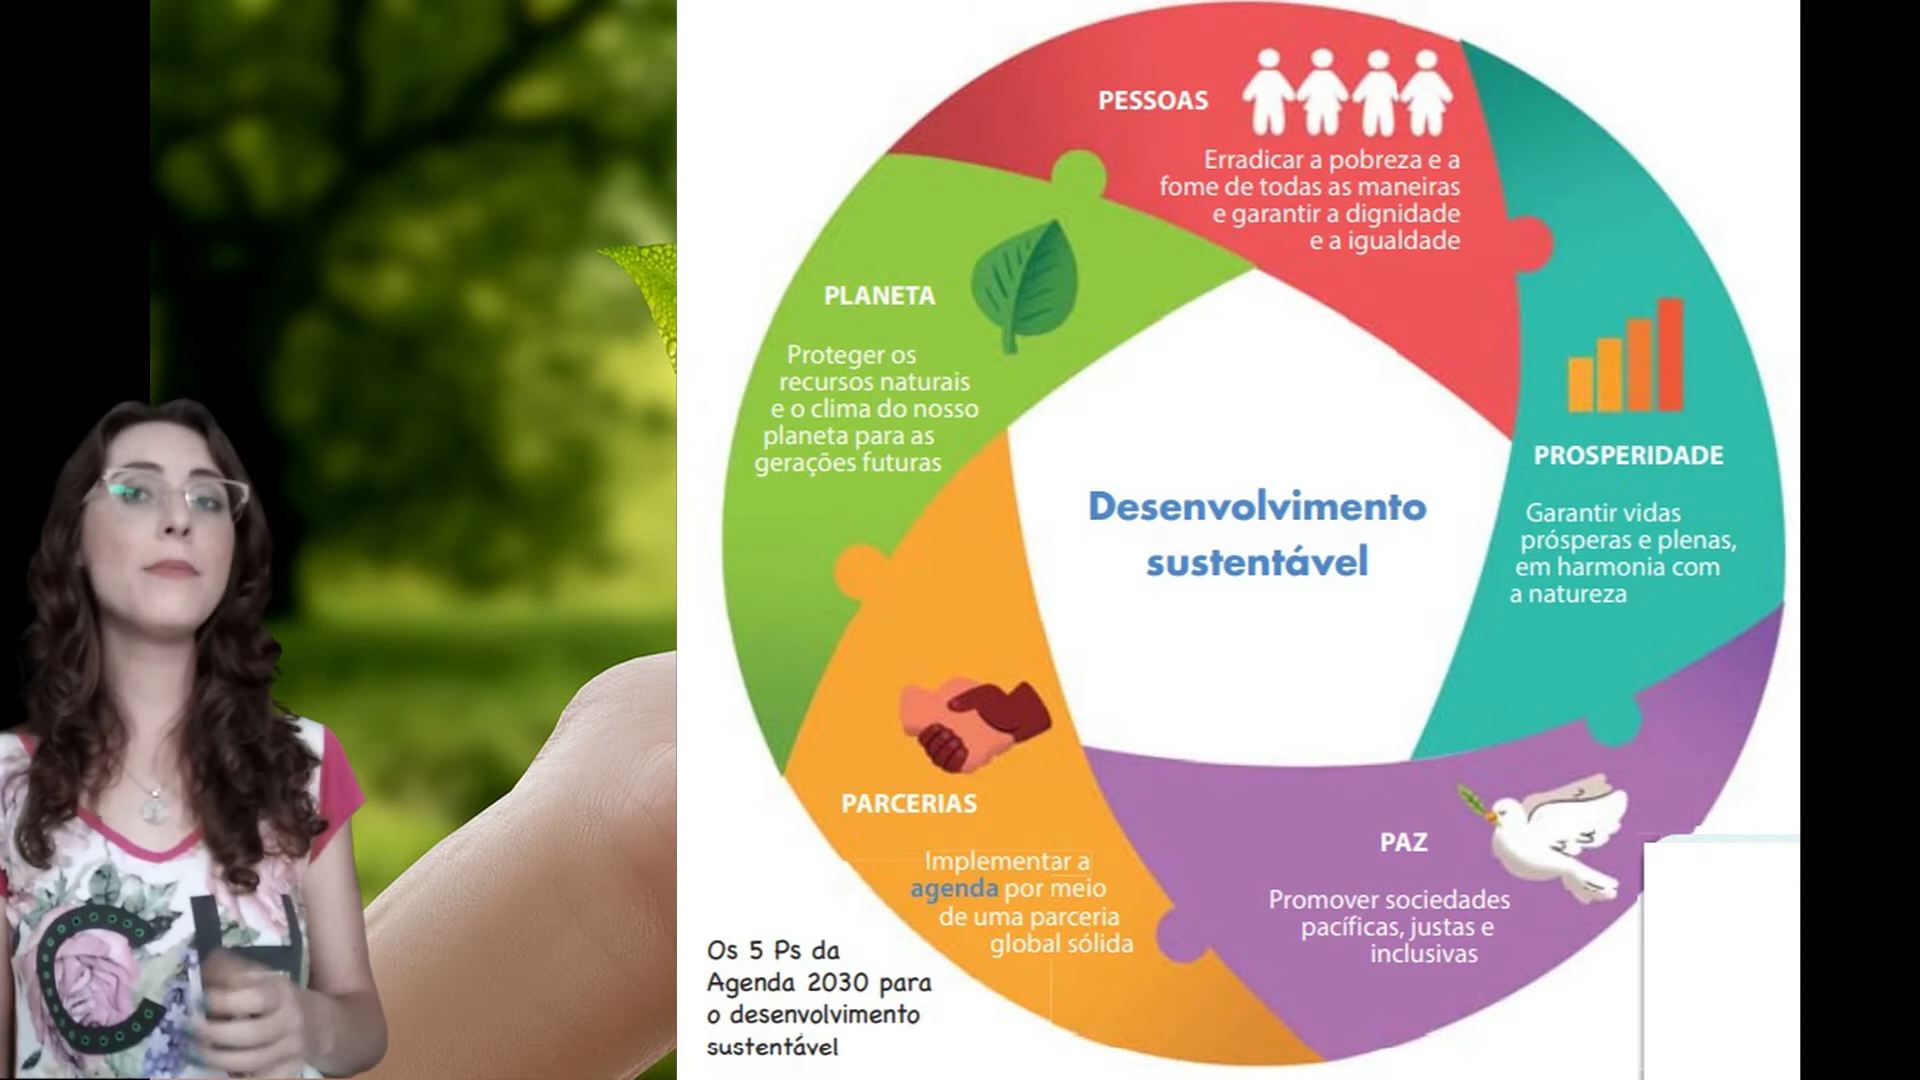 PESSOAS
Erradicar a pobreza e a
fome de todas as maneiras
e garantir a dignidade
e a igualdade
PLANETA
Proteger os
recursos naturais
e o clima do nosso
planeta para as
gerações futuras
PROSPERIDADE
Garantir vidas
prósperas e plenas,
em harmonia com
a natureza
Desenvolvimento
sustentável
PARCERIAS
Implementar a
agenda por meio
de uma parceria
global sólida
PAZ
Promover sociedades
pacíficas, justas e
inclusivas
Os 5 Ps da
Agenda 2030 para
o desenvolvimento
sustentável